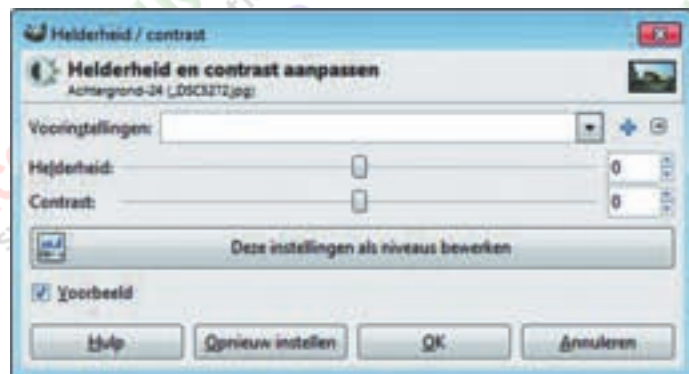 Helderheid / contrast
Helderheid en contrast aanpassen
Achtergrond-24 (_DSC5272.jpg)
Vooringtellingen:
Helderheid: 0
Contrast: 0
Deze instellingen als niveaus bewerken
Voorbeeld
Hulp Opnieuw instellen OK Annuleren